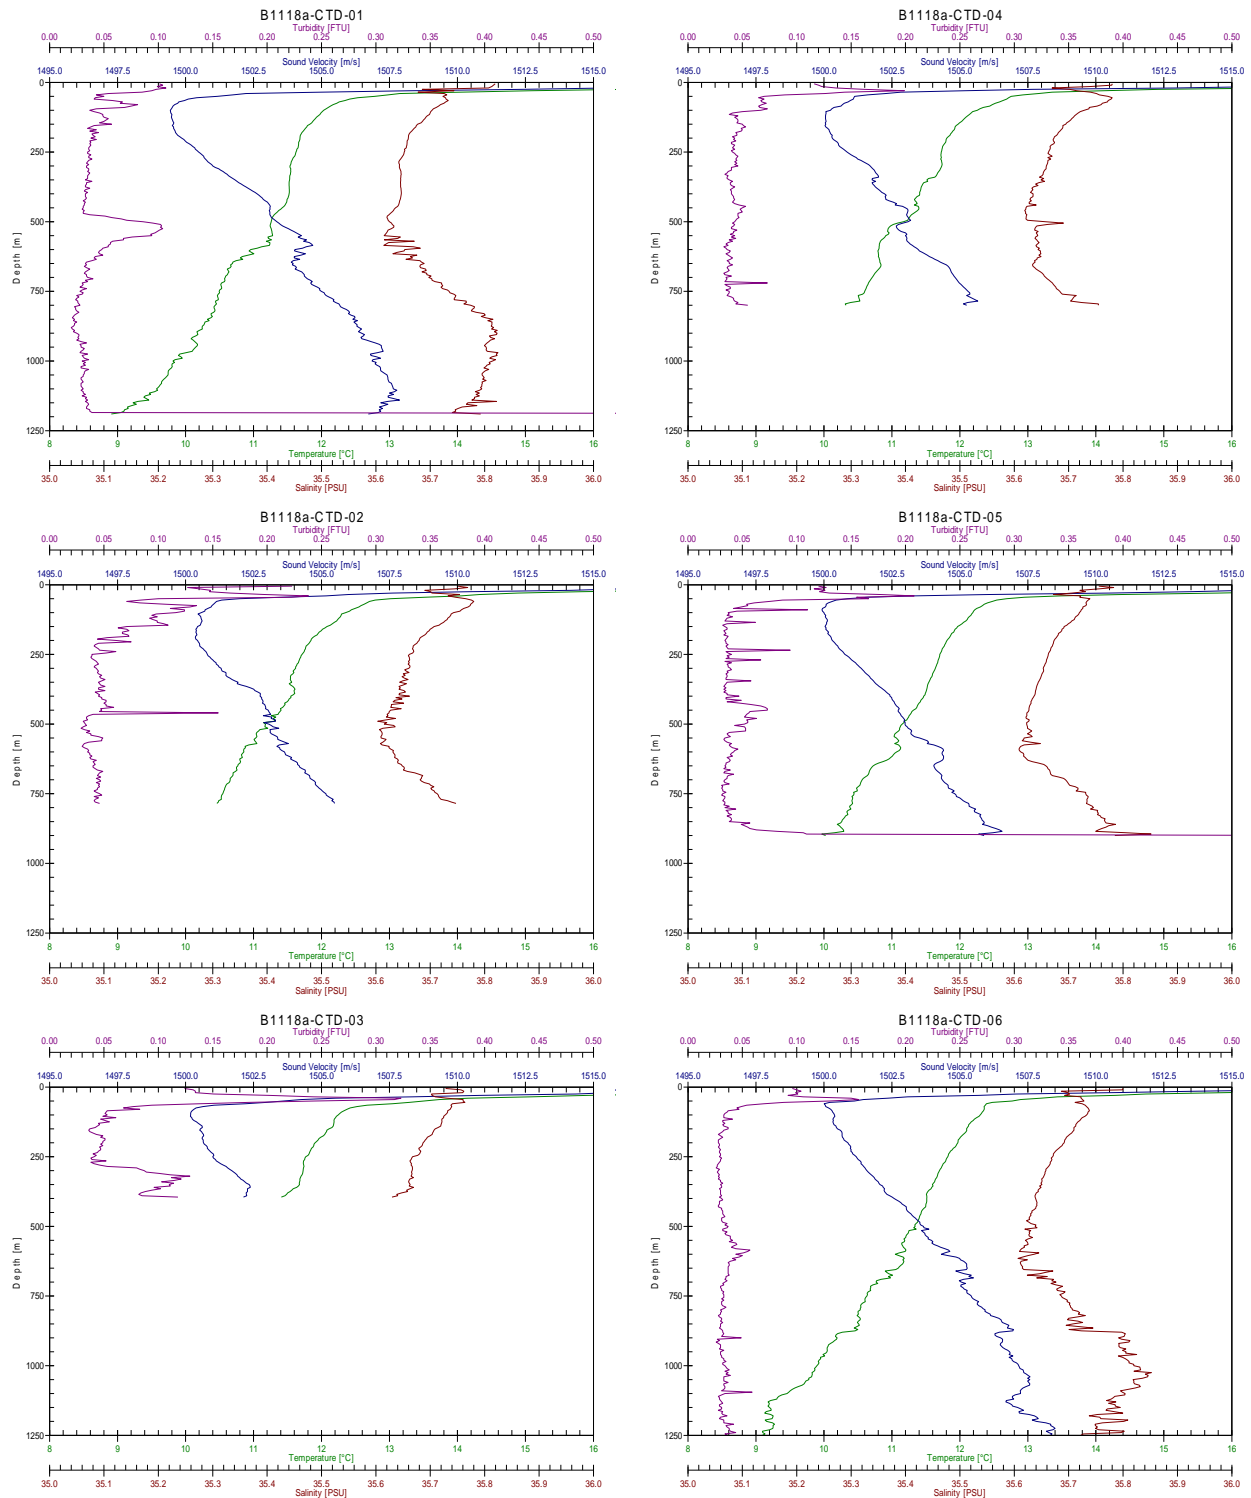 B1118a-CTD-01
Turbidity [FTU]
0.00 0.05 0.10 0.15 0.20 0.25 0.30 0.35 0.40 0.45 0.50
Sound Velocity [m/s]
1495.0 1497.5 1500.0 1502.5 1505.0 1507.5 1510.0 1512.5 1515.0
0
250
500
750
1000
1250
Depth [m]
8 9 10 11 12 13 14 15 16
Temperature [°C]
35.0 35.1 35.2 35.3 35.4 35.5 35.6 35.7 35.8 35.9 36.0
Salinity [PSU]
B1118a-CTD-04
Turbidity [FTU]
0.00 0.05 0.10 0.15 0.20 0.25 0.30 0.35 0.40 0.45 0.50
Sound Velocity [m/s]
1495.0 1497.5 1500.0 1502.5 1505.0 1507.5 1510.0 1512.5 1515.0
0
250
500
750
1000
1250
Depth [m]
8 9 10 11 12 13 14 15 16
Temperature [°C]
35.0 35.1 35.2 35.3 35.4 35.5 35.6 35.7 35.8 35.9 36.0
Salinity [PSU]
B1118a-CTD-02
Turbidity [FTU]
0.00 0.05 0.10 0.15 0.20 0.25 0.30 0.35 0.40 0.45 0.50
Sound Velocity [m/s]
1495.0 1497.5 1500.0 1502.5 1505.0 1507.5 1510.0 1512.5 1515.0
0
250
500
750
1000
1250
Depth [m]
8 9 10 11 12 13 14 15 16
Temperature [°C]
35.0 35.1 35.2 35.3 35.4 35.5 35.6 35.7 35.8 35.9 36.0
Salinity [PSU]
B1118a-CTD-05
Turbidity [FTU]
0.00 0.05 0.10 0.15 0.20 0.25 0.30 0.35 0.40 0.45 0.50
Sound Velocity [m/s]
1495.0 1497.5 1500.0 1502.5 1505.0 1507.5 1510.0 1512.5 1515.0
0
250
500
750
1000
1250
Depth [m]
8 9 10 11 12 13 14 15 16
Temperature [°C]
35.0 35.1 35.2 35.3 35.4 35.5 35.6 35.7 35.8 35.9 36.0
Salinity [PSU]
B1118a-CTD-03
Turbidity [FTU]
0.00 0.05 0.10 0.15 0.20 0.25 0.30 0.35 0.40 0.45 0.50
Sound Velocity [m/s]
1495.0 1497.5 1500.0 1502.5 1505.0 1507.5 1510.0 1512.5 1515.0
0
250
500
750
1000
1250
Depth [m]
8 9 10 11 12 13 14 15 16
Temperature [°C]
35.0 35.1 35.2 35.3 35.4 35.5 35.6 35.7 35.8 35.9 36.0
Salinity [PSU]
B1118a-CTD-06
Turbidity [FTU]
0.00 0.05 0.10 0.15 0.20 0.25 0.30 0.35 0.40 0.45 0.50
Sound Velocity [m/s]
1495.0 1497.5 1500.0 1502.5 1505.0 1507.5 1510.0 1512.5 1515.0
0
250
500
750
1000
1250
Depth [m]
8 9 10 11 12 13 14 15 16
Temperature [°C]
35.0 35.1 35.2 35.3 35.4 35.5 35.6 35.7 35.8 35.9 36.0
Salinity [PSU]